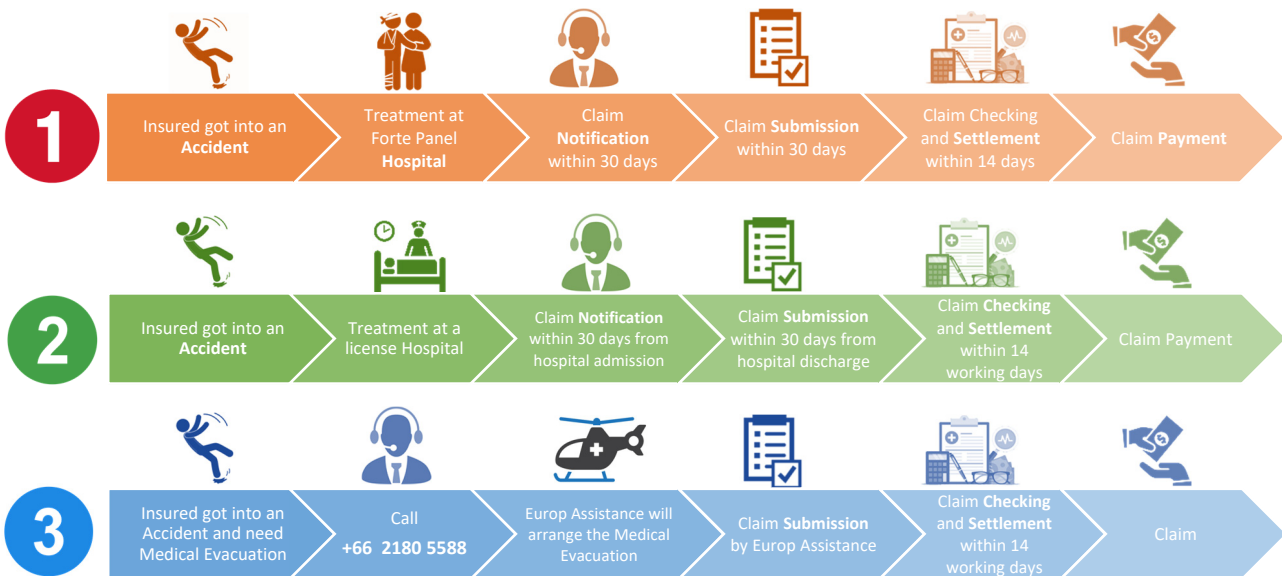 1
Insured got into an
Accident
Treatment at
Forte Panel
Hospital
Claim
Notification
within 30 days
Claim Submission
within 30 days
Claim Checking
and Settlement
within 14 days
Claim Payment
2
Insured got into an
Accident
Treatment at a
license Hospital
Claim Notification
within 30 days from
hospital admission
Claim Submission
within 30 days from
hospital discharge
Claim Checking
and Settlement
within 14
working days
Claim Payment
3
Insured got into an
Accident and need
Medical Evacuation
Call
+66 2180 5588
Europ Assistance will
arrange the Medical
Evacuation
Claim Submission
by Europ Assistance
Claim Checking
and Settlement
within 14
working days
Claim